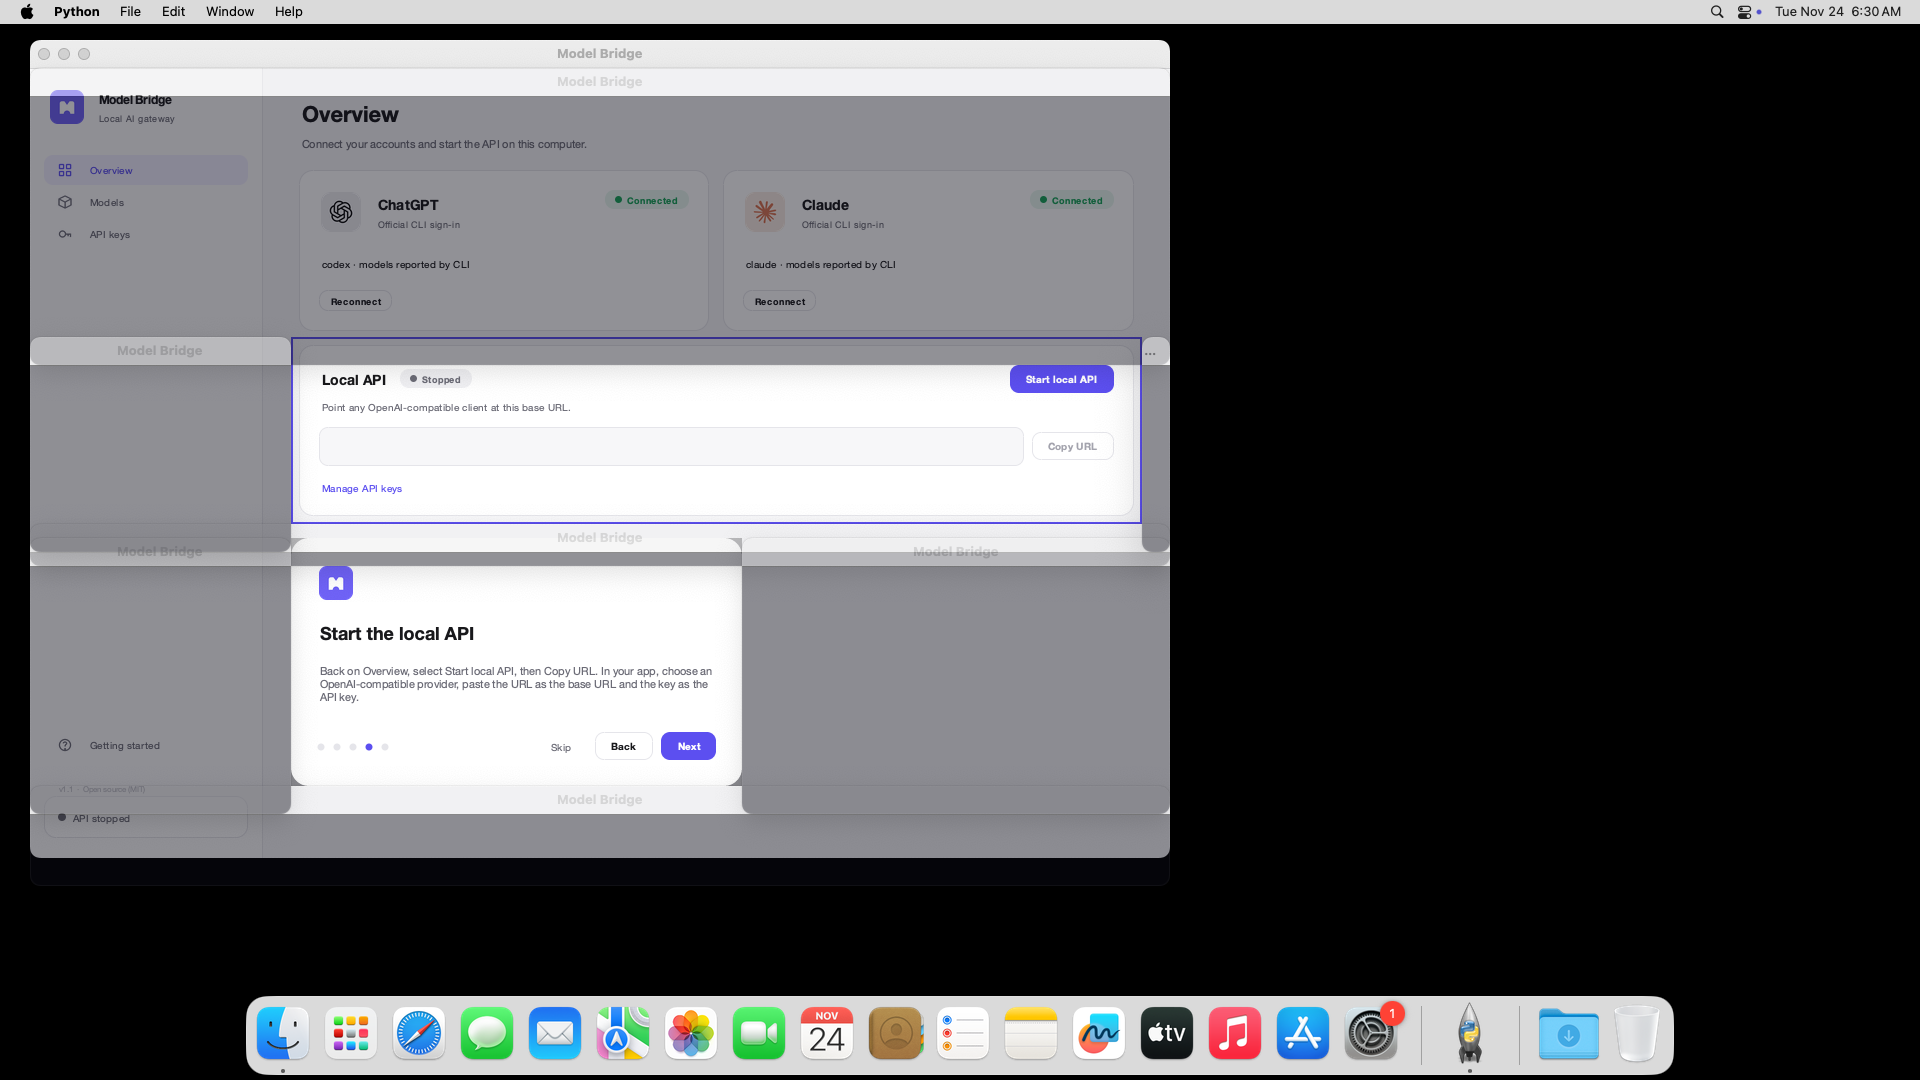 Python File Edit Window Help
Tue Nov 24 6:30 AM
Model Bridge
Model Bridge
Model Bridge
Local AI gateway
Overview
Models
API keys
Overview
Connect your accounts and start the API on this computer.
ChatGPT
Official CLI sign-in
Connected
codex · models reported by CLI
Reconnect
Claude
Official CLI sign-in
Connected
claude · models reported by CLI
Reconnect
Model Bridge
...
Local API
Stopped
Start local API
Point any OpenAI-compatible client at this base URL.
Copy URL
Manage API keys
Model Bridge
Model Bridge
Model Bridge
Start the local API
Back on Overview, select Start local API, then Copy URL. In your app, choose an
OpenAI-compatible provider, paste the URL as the base URL and the key as the
API key.
Skip
Back
Next
Getting started
v1.1 · Open source (MIT)
API stopped
Model Bridge
NOV
24
tv
1